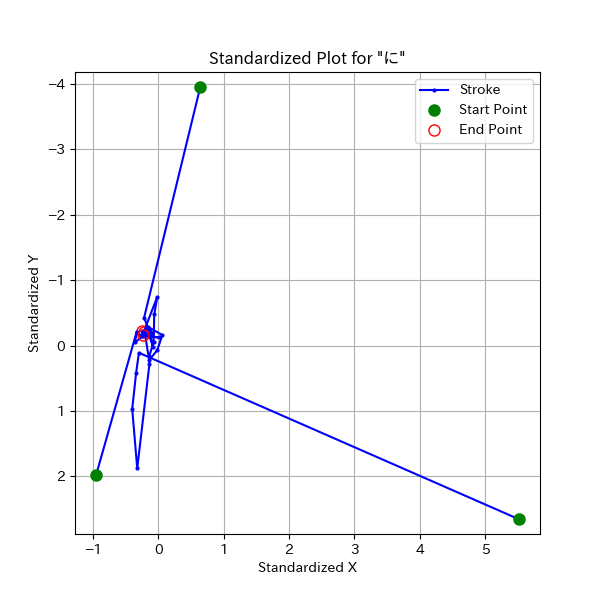 Standardized Plot for "に"
Stroke
Start Point
End Point
Standardized Y
−4
−3
−2
−1
0
1
2
−1 0 1 2 3 4 5
Standardized X